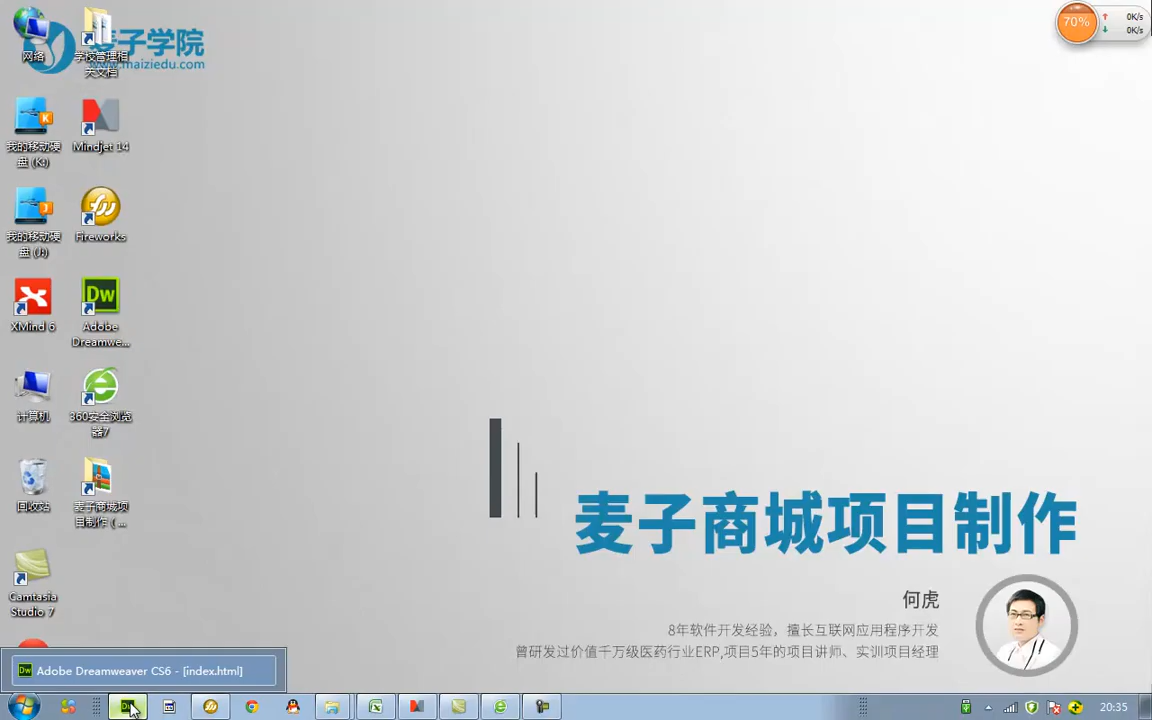 麦子学院
www.maiziedu.com
70%
0K/s
0K/s
网络
学校管理相
关文档
K
我的移动硬
盘 (K:)
Mindjet 14
我的移动硬
盘 (J:)
Fireworks
XMind 6
Dw
Adobe
Dreamwe...
计算机
360安全浏览
器7
回收站
麦子商城项
目制作 ( ...
Camtasia
Studio 7
麦子商城项目制作
何虎
8年软件开发经验，擅长互联网应用程序开发
曾研发过价值千万级医药行业ERP,项目5年的项目讲师、实训项目经理
Dw Adobe Dreamweaver CS6 - [index.html]
20:35